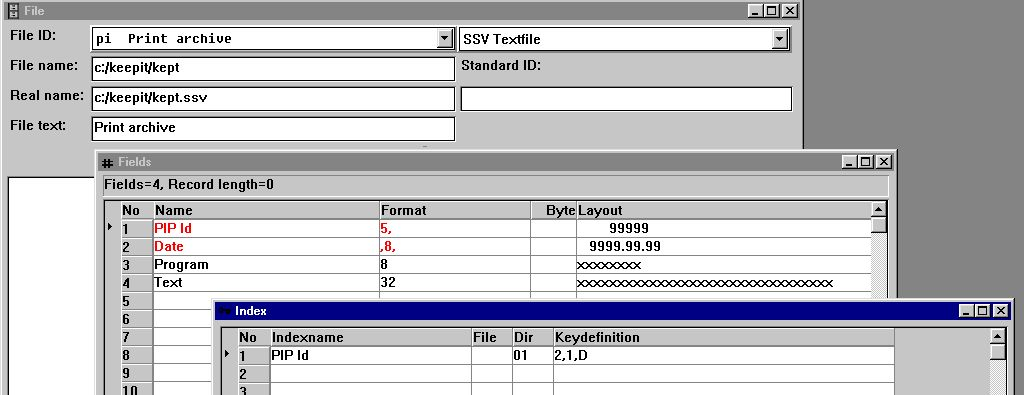 File
File ID: pi Print archive SSV Textfile
File name: c:/keepit/kept Standard ID:
Real name: c:/keepit/kept.ssv
File text: Print archive
Fields
Fields=4, Record length=0
No Name Format Byte Layout
1 PIP Id 5, 99999
2 Date ,8, 9999.99.99
3 Program 8 xxxxxxxx
4 Text 32 xxxxxxxxxxxxxxxxxxxxxxxxxxxxxxxx
5
6
7
8
9
10
Index
No Indexname File Dir Keydefinition
1 PIP Id 01 2,1,D
2
3